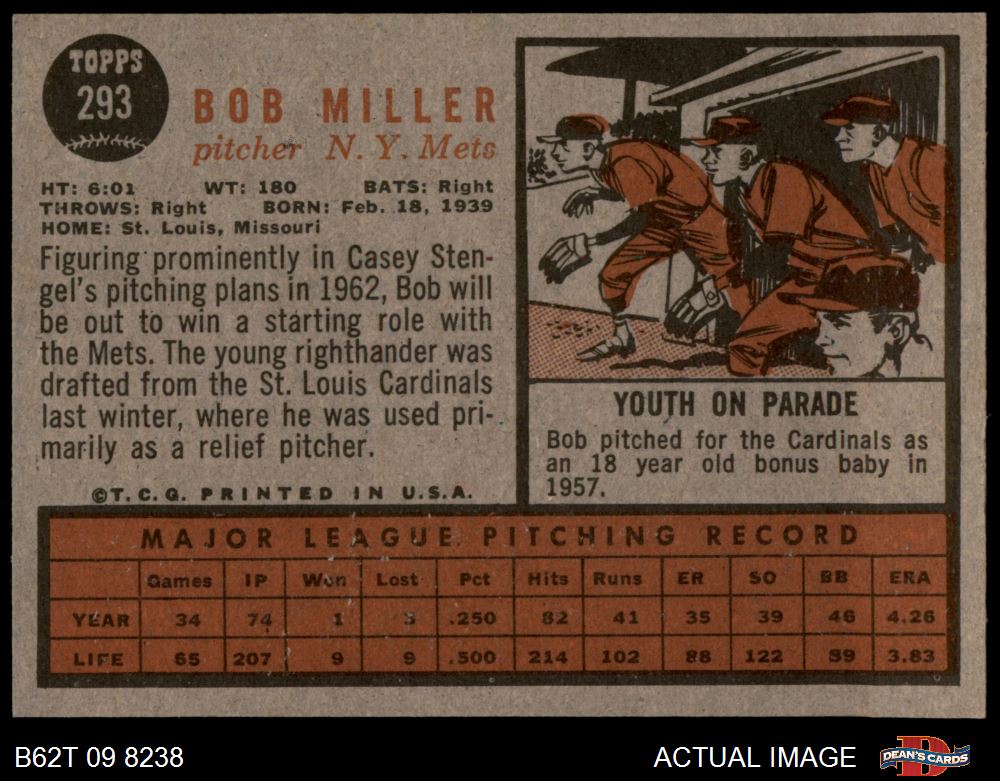 TOPPS
293
BOB MILLER
pitcher N. Y. Mets
HT: 6:01 WT: 180 BATS: Right
THROWS: Right BORN: Feb. 18, 1939
HOME: St. Louis, Missouri
Figuring prominently in Casey Sten-
gel's pitching plans in 1962, Bob will
be out to win a starting role with
the Mets. The young righthander was
drafted from the St. Louis Cardinals
last winter, where he was used pri-
marily as a relief pitcher.
©T. C. G. PRINTED IN U.S.A.
YOUTH ON PARADE
Bob pitched for the Cardinals as
an 18 year old bonus baby in
1957.
MAJOR LEAGUE PITCHING RECORD
Games IP Won Lost Pct Hits Runs ER SO BB ERA
YEAR 34 74 1 3 .250 82 41 35 39 46 4.26
LIFE 65 207 9 9 .500 214 102 88 122 89 3.83
B62T 09 8238
ACTUAL IMAGE
DEAN'S CARDS